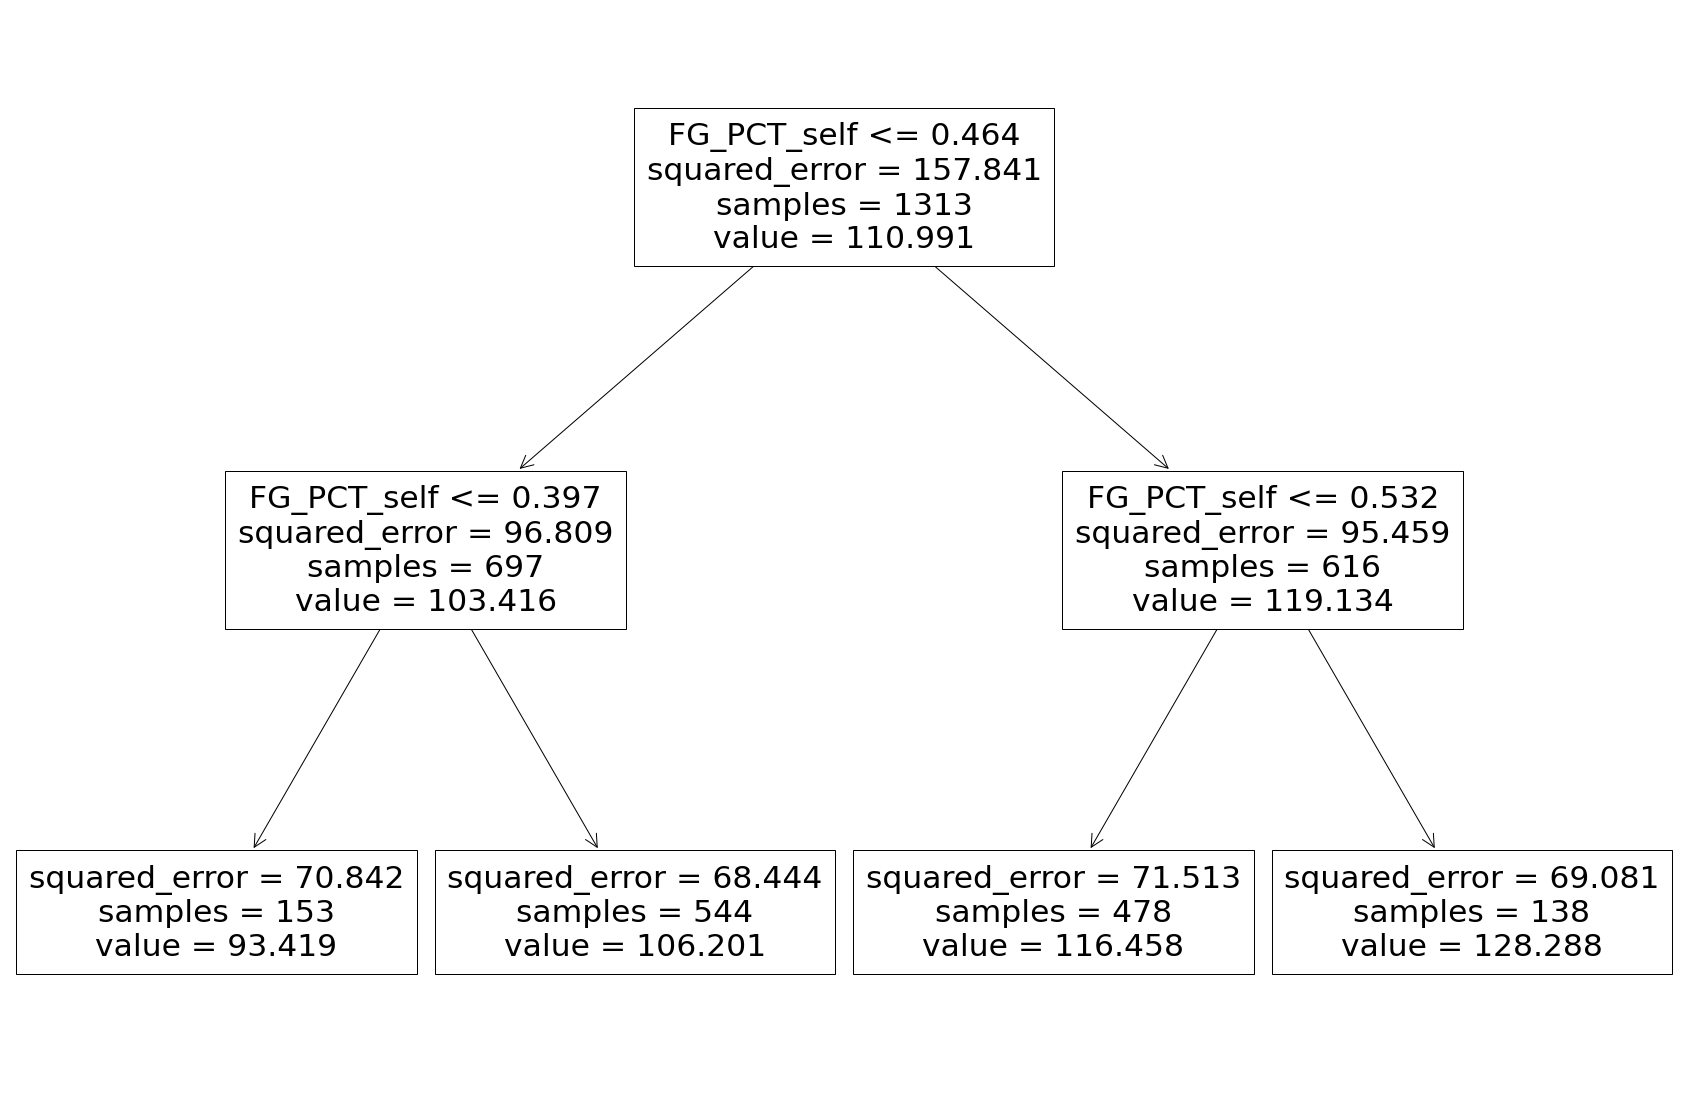 FG_PCT_self <= 0.464
squared_error = 157.841
samples = 1313
value = 110.991
FG_PCT_self <= 0.397
squared_error = 96.809
samples = 697
value = 103.416
FG_PCT_self <= 0.532
squared_error = 95.459
samples = 616
value = 119.134
squared_error = 70.842
samples = 153
value = 93.419
squared_error = 68.444
samples = 544
value = 106.201
squared_error = 71.513
samples = 478
value = 116.458
squared_error = 69.081
samples = 138
value = 128.288